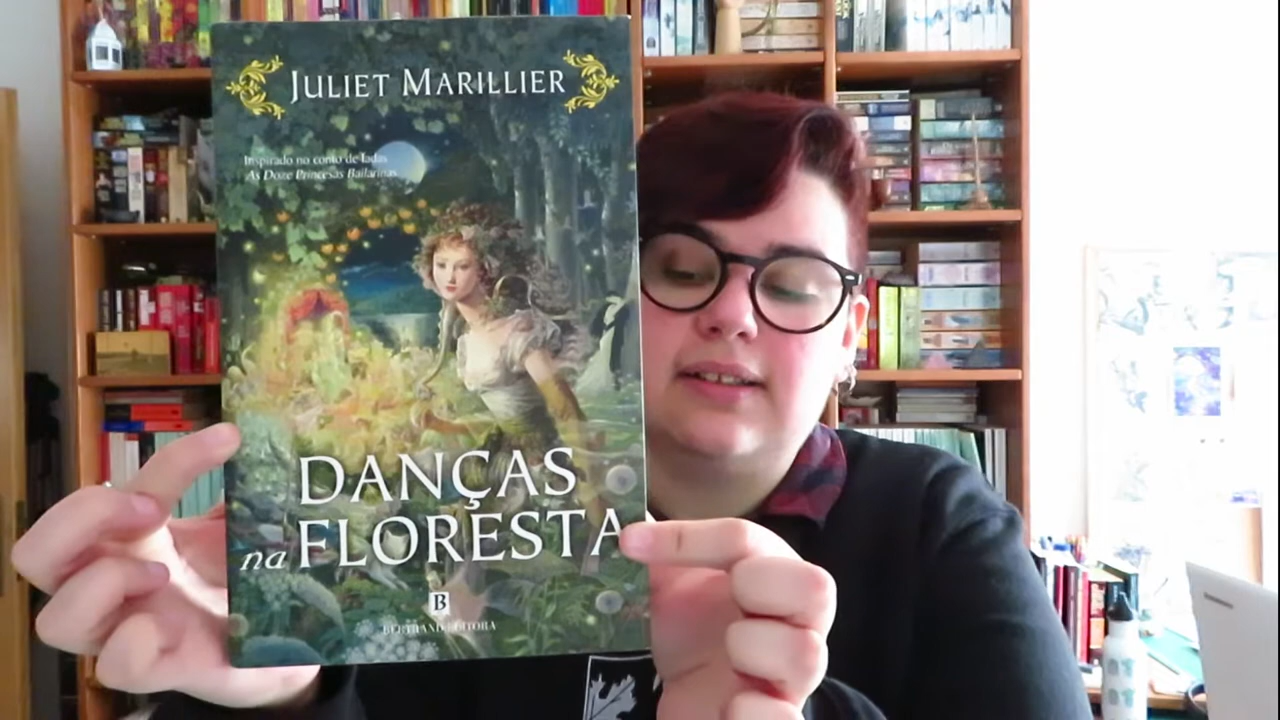 JULIET MARILLIER
Inspirado no conto de fadas
As Doze Princesas Bailarinas
DANÇAS
na FLORESTA
B
BERTRAND EDITORA